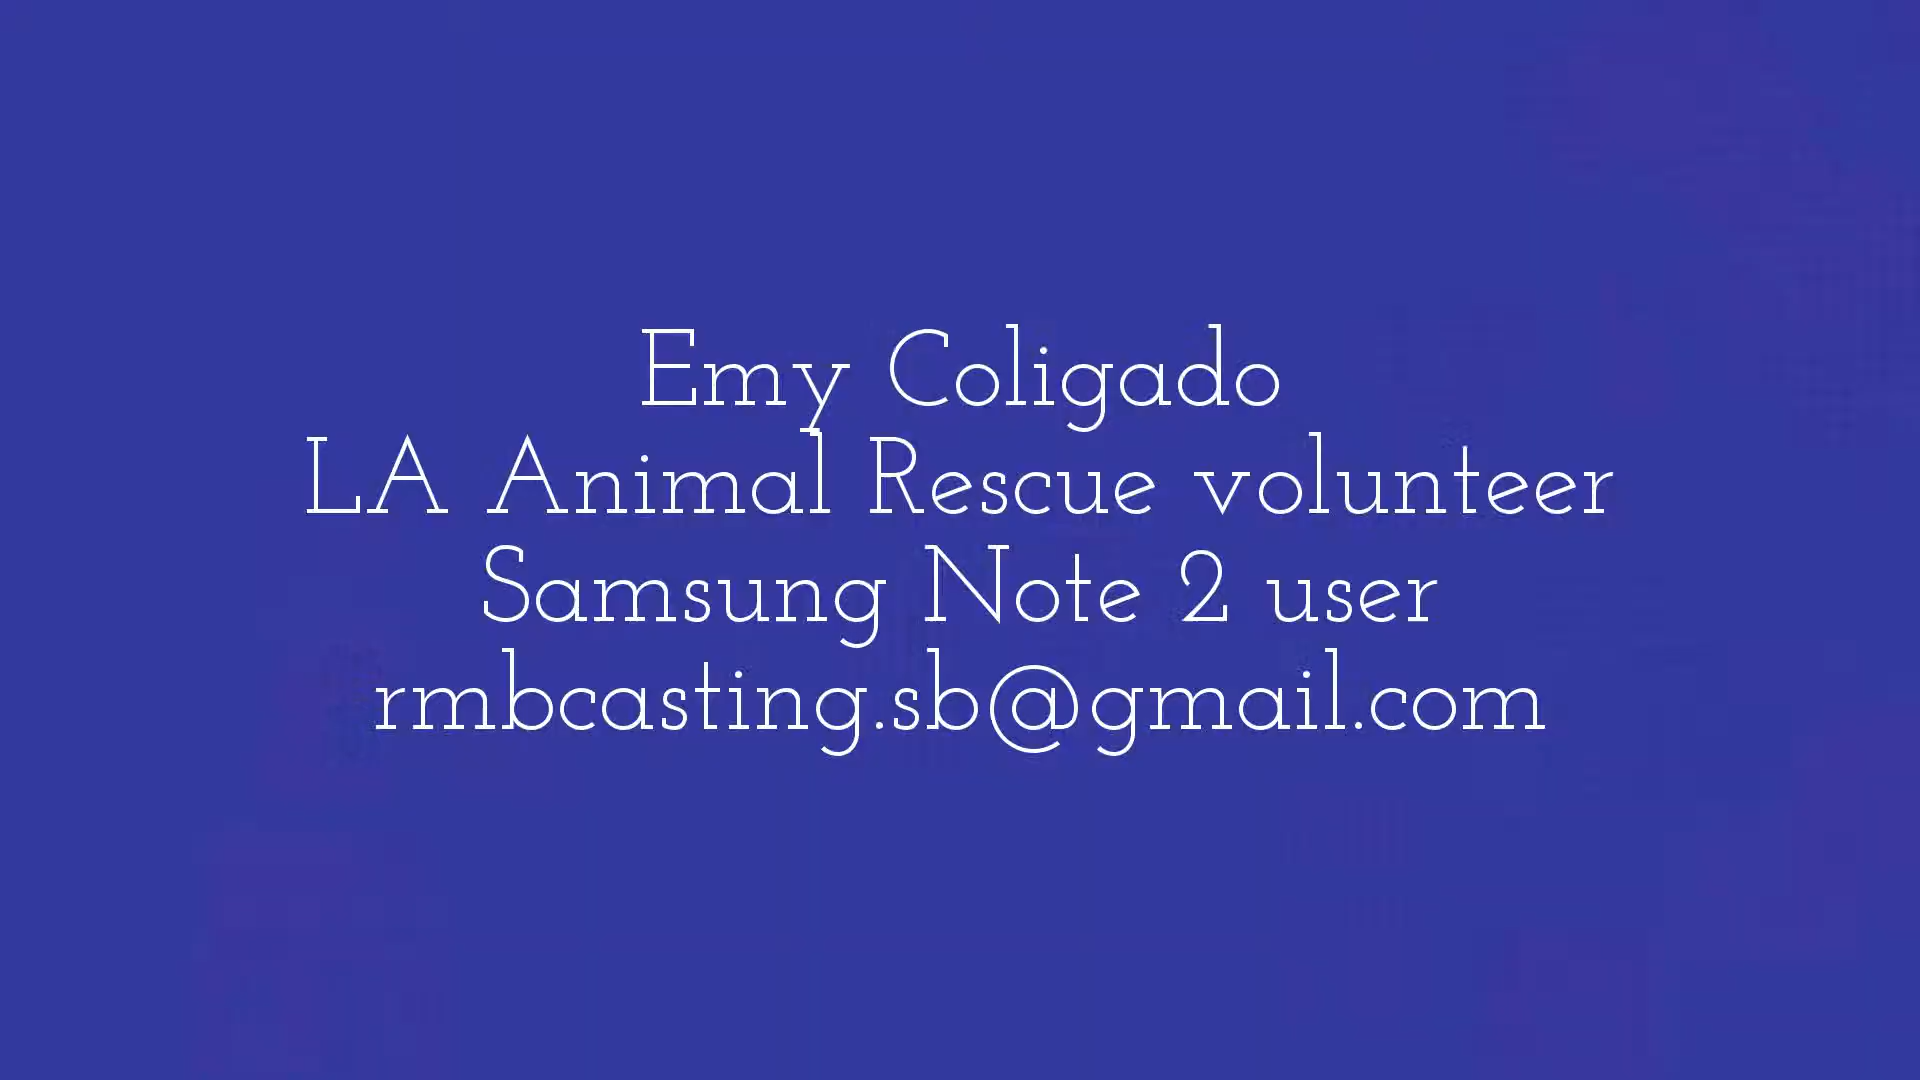 Emy Coligado
LA Animal Rescue volunteer
Samsung Note 2 user
rmbcasting.sb@gmail.com